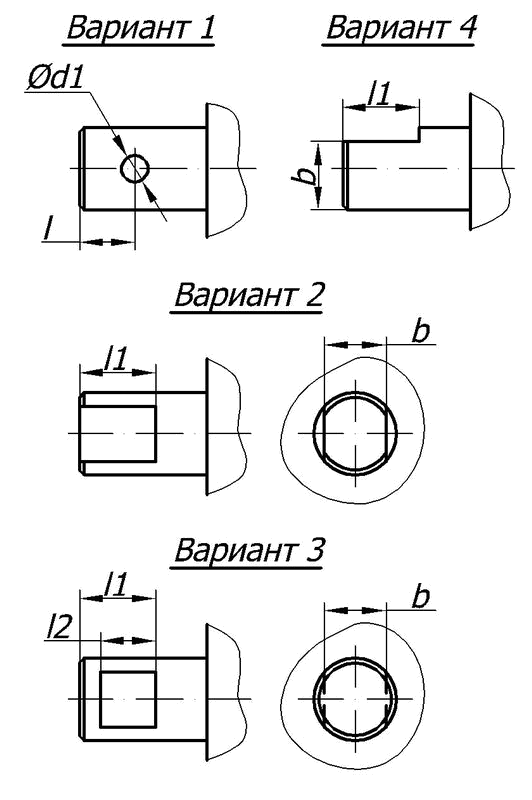 Вариант 1
Ød1
l
Вариант 4
l1
b
Вариант 2
l1
b
Вариант 3
l1
l2
b